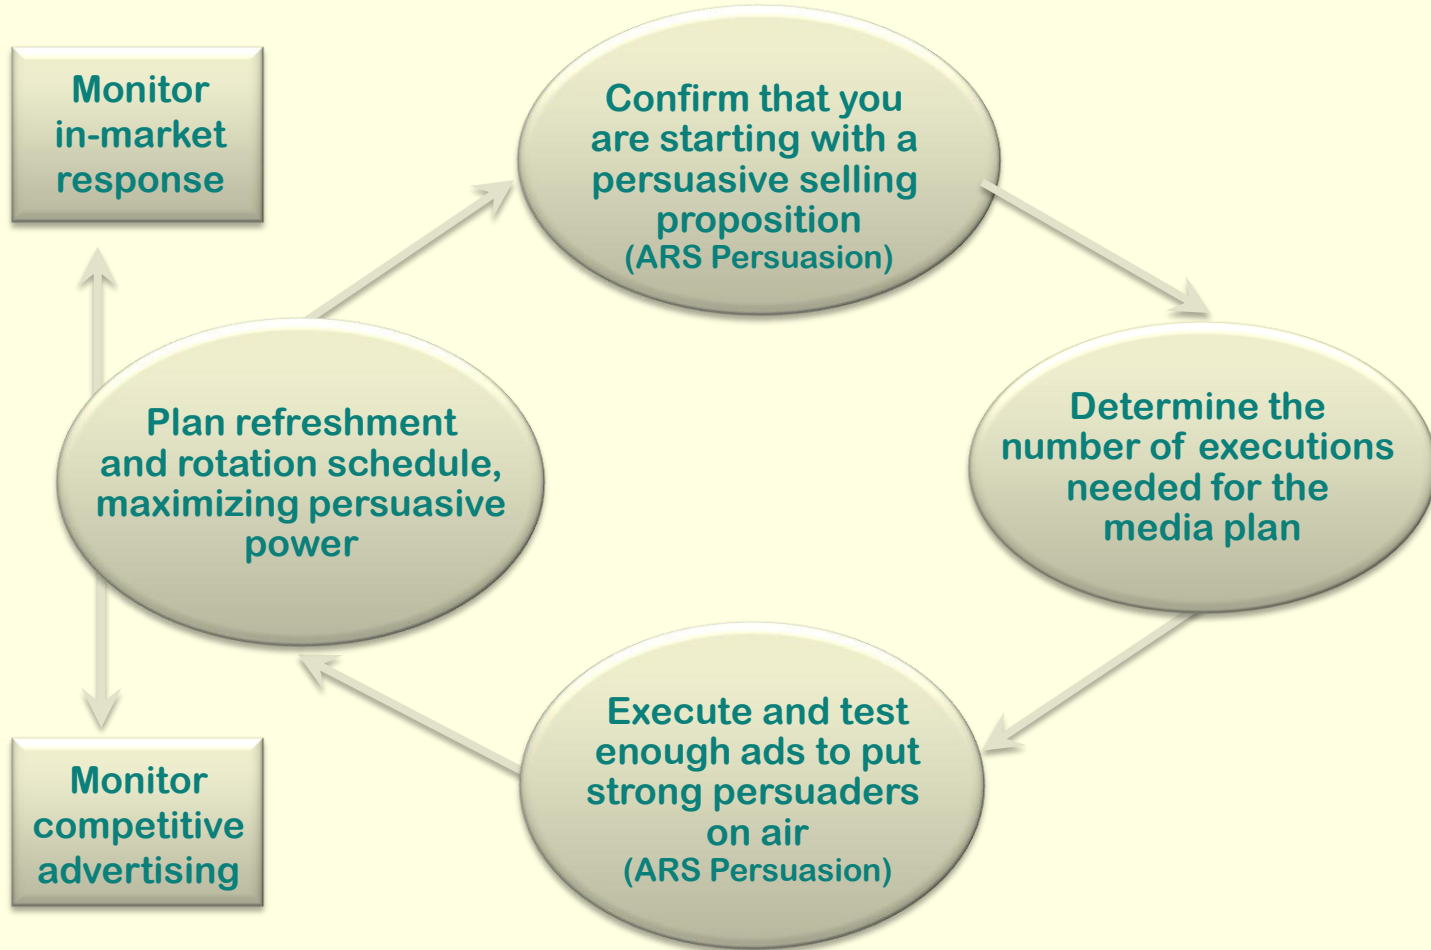 Monitor
in-market
response
Confirm that you
are starting with a
persuasive selling
proposition
(ARS Persuasion)
Determine the
number of executions
needed for the
media plan
Execute and test
enough ads to put
strong persuaders
on air
(ARS Persuasion)
Plan refreshment
and rotation schedule,
maximizing persuasive
power
Monitor
competitive
advertising